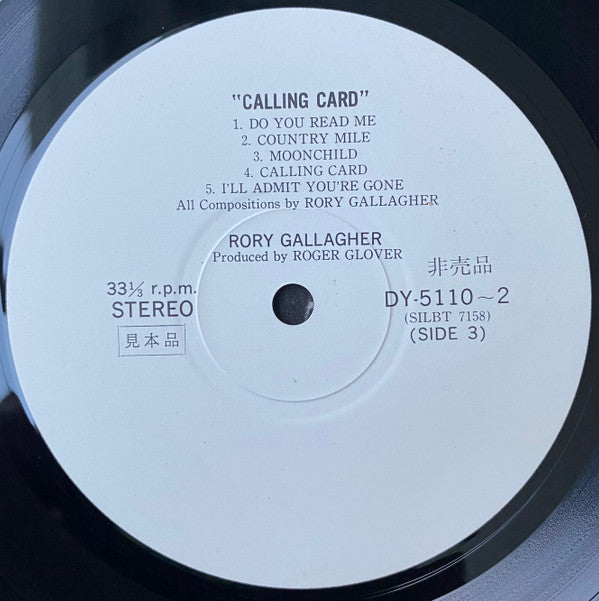 "CALLING CARD"
1. DO YOU READ ME
2. COUNTRY MILE
3. MOONCHILD
4. CALLING CARD
5. I'LL ADMIT YOU'RE GONE
All Compositions by RORY GALLAGHER
RORY GALLAGHER
Produced by ROGER GLOVER
33⅓ r.p.m.
STEREO
見本品
非売品
DY-5110~2
(SILBT 7158)
(SIDE 3)